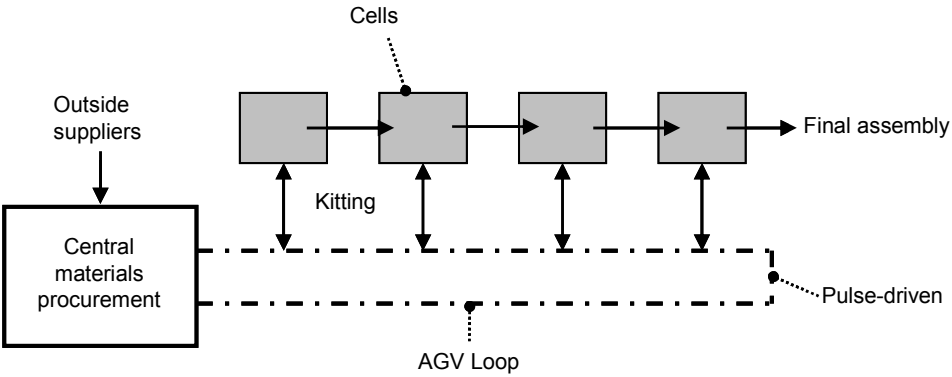 Cells
Outside
suppliers
Final assembly
Kitting
Central
materials
procurement
Pulse-driven
AGV Loop